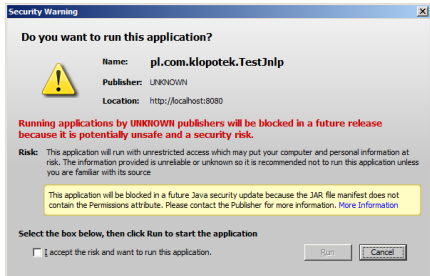 Security Warning
Do you want to run this application?
Name: pl.com.klopotek.TestJnlp
Publisher: UNKNOWN
Location: http://localhost:8080
Running applications by UNKNOWN publishers will be blocked in a future release
because it is potentially unsafe and a security risk.
Risk: This application will run with unrestricted access which may put your computer and personal information at
risk. The information provided is unreliable or unknown so it is recommended not to run this application unless
you are familiar with its source
This application will be blocked in a future Java security update because the JAR file manifest does not
contain the Permissions attribute. Please contact the Publisher for more information. More Information
Select the box below, then click Run to start the application
I accept the risk and want to run this application.
Run Cancel